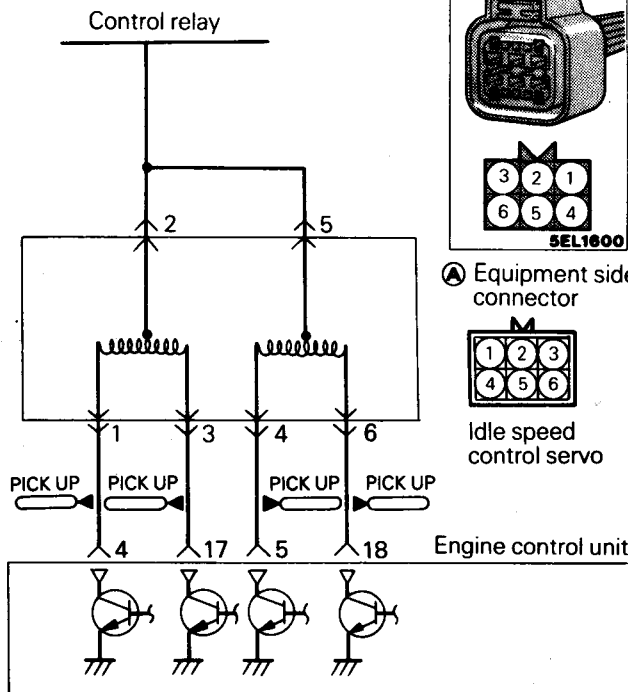 Control relay
3 2 1
6 5 4
5EL1600
2 5
Ⓐ Equipment side
connector
1 2 3
4 5 6
Idle speed
control servo
1 3 4 6
PICK UP PICK UP PICK UP PICK UP
4 17 5 18
Engine control unit